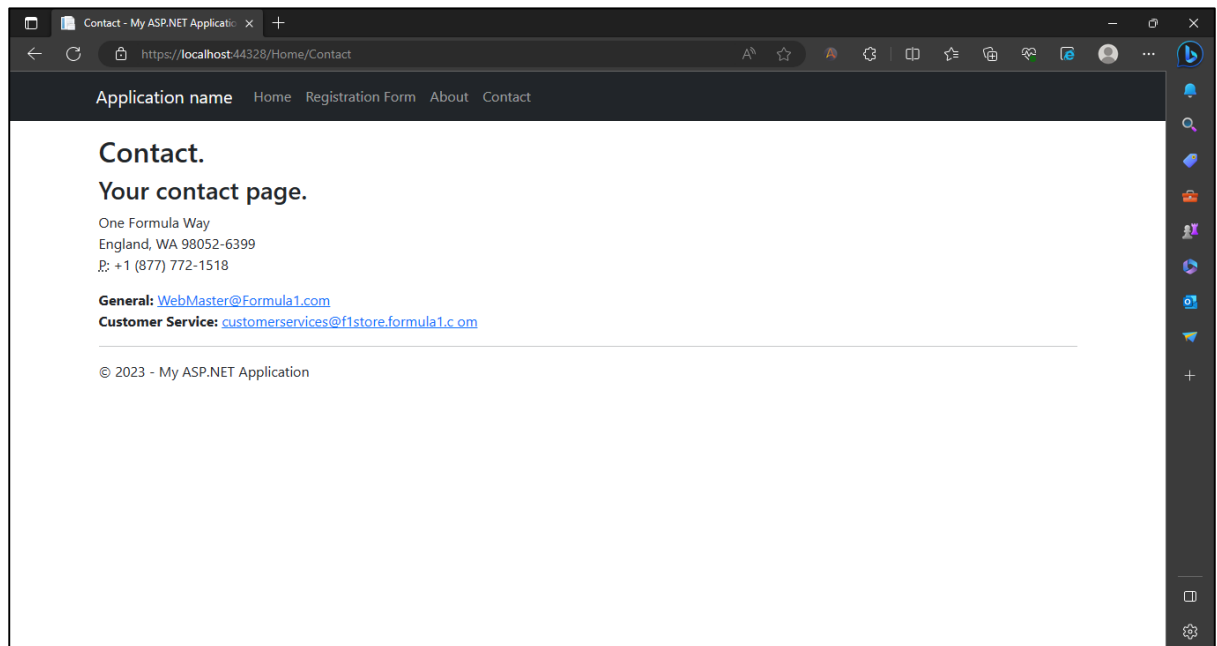 Contact - My ASP.NET Applicatio
https://localhost:44328/Home/Contact
Application name Home Registration Form About Contact
Contact.
Your contact page.
One Formula Way
England, WA 98052-6399
P: +1 (877) 772-1518
General: WebMaster@Formula1.com
Customer Service: customerservices@f1store.formula1.c om
© 2023 - My ASP.NET Application